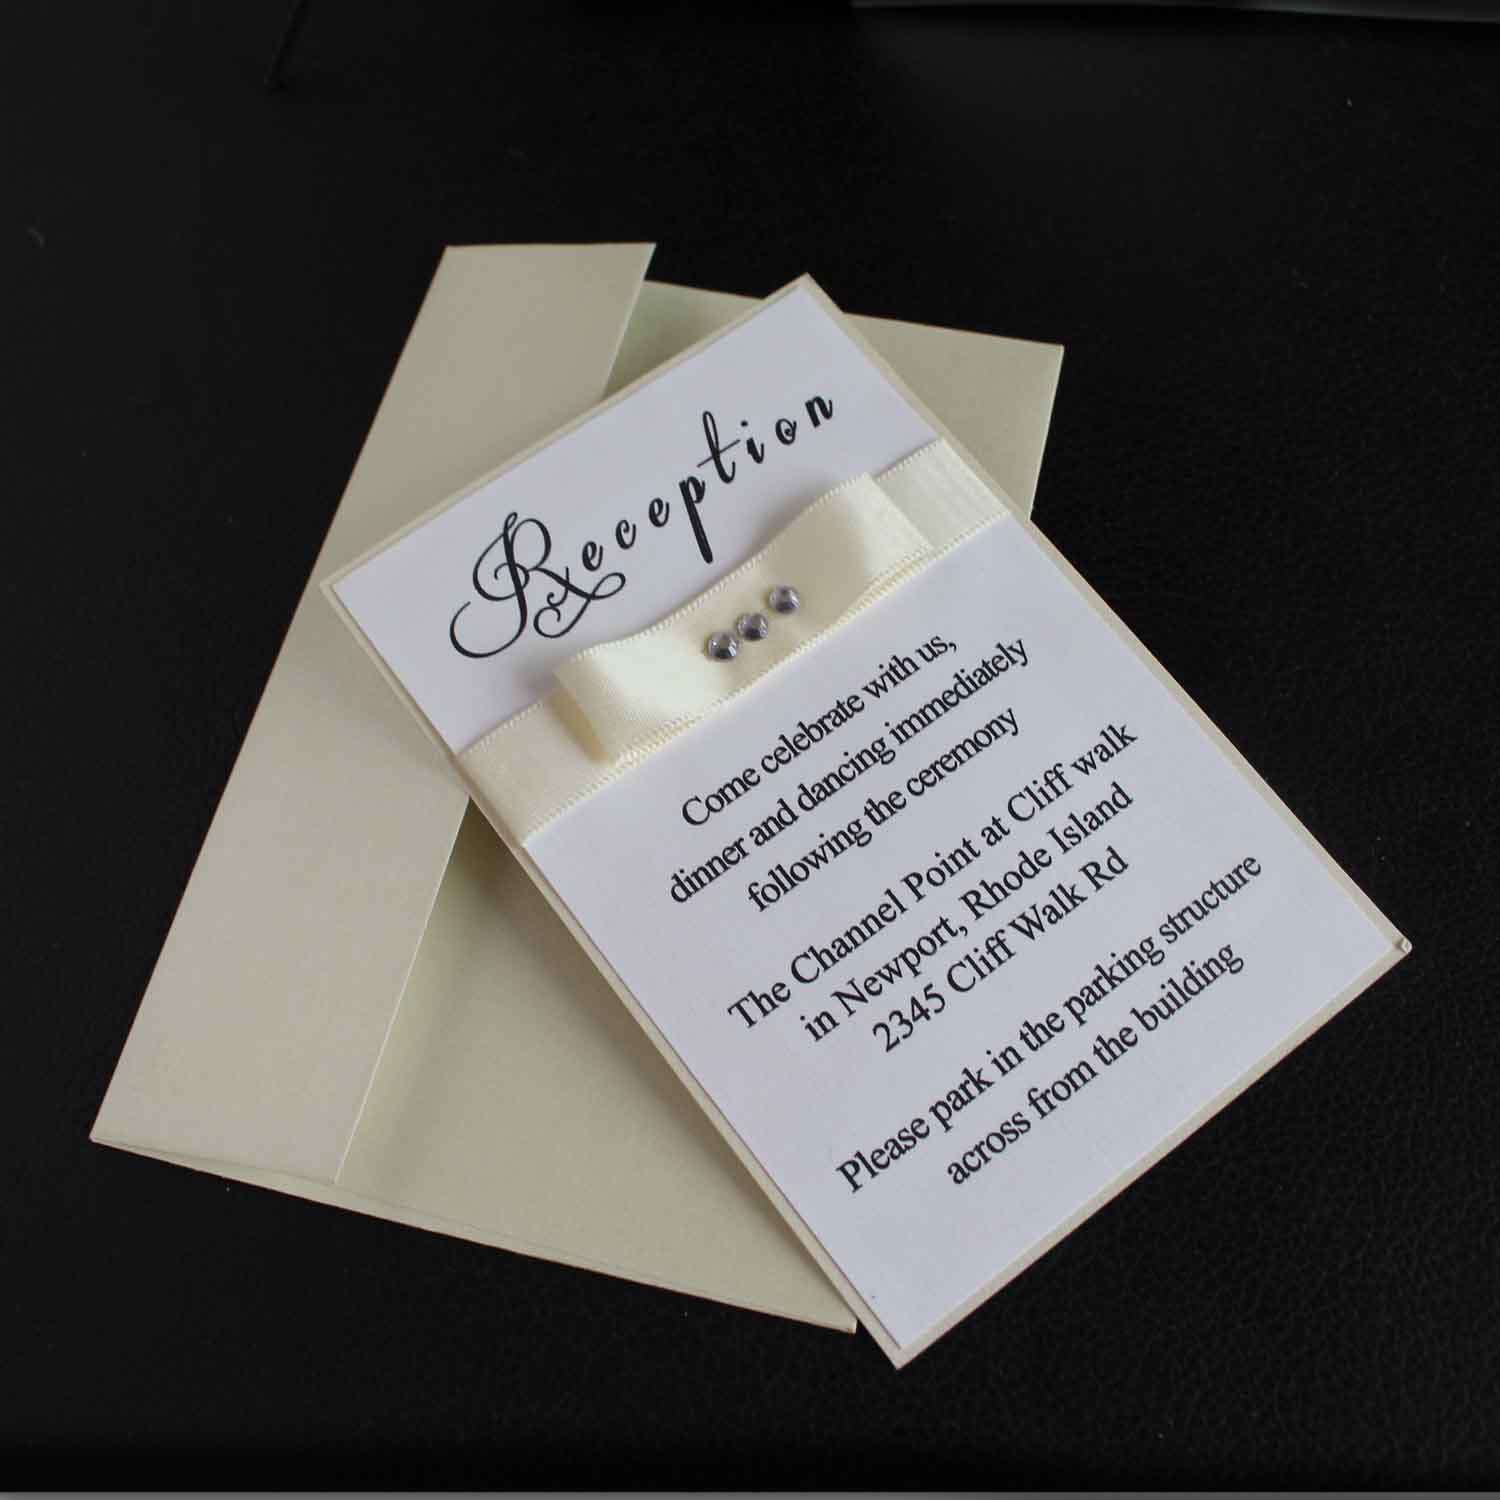 Reception
Come celebrate with us,
dinner and dancing immediately
following the ceremony
The Channel Point at Cliff walk
in Newport, Rhode Island
2345 Cliff Walk Rd
Please park in the parking structure
across from the building